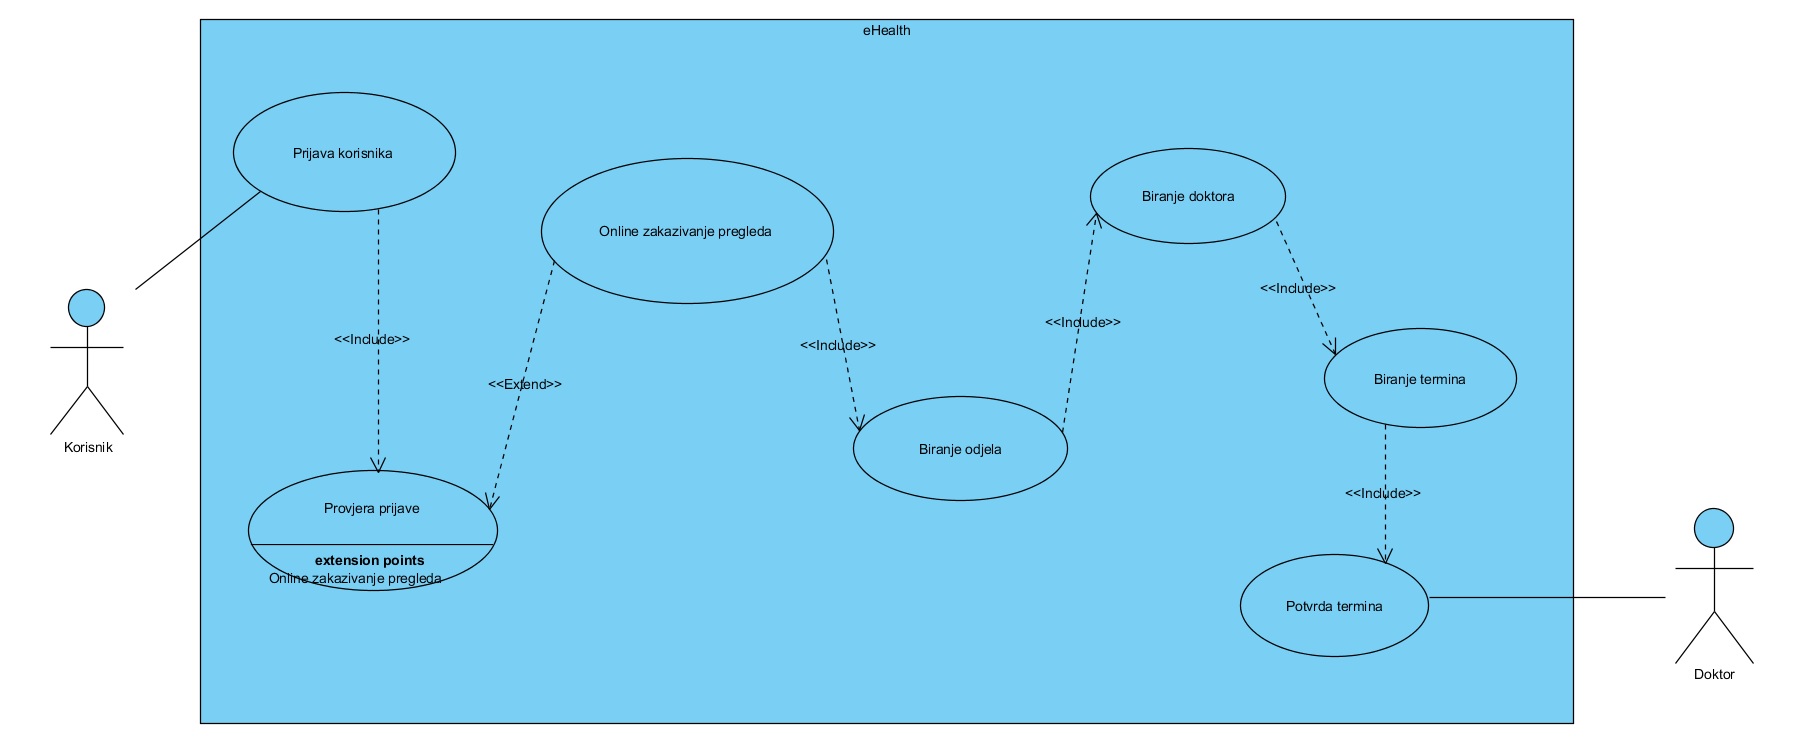 eHealth
Prijava korisnika
Biranje doktora
Online zakazivanje pregleda
<<Include>>
<<Include>>
<<Include>>
<<Include>>
Biranje termina
<<Extend>>
Korisnik
Biranje odjela
<<Include>>
Provjera prijave
extension points
Online zakazivanje pregleda
Potvrda termina
Doktor